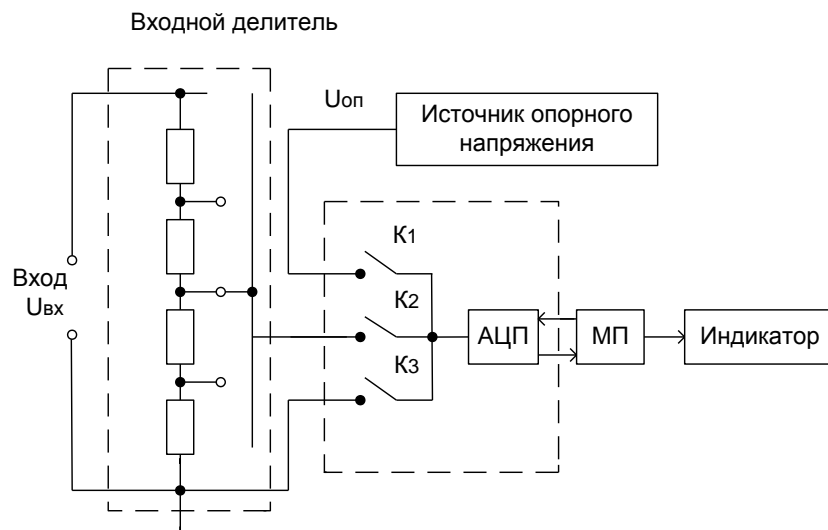 Входной делитель
Uоп
Источник опорного
напряжения
К1
Вход
Uвх
К2
АЦП
МП
Индикатор
К3